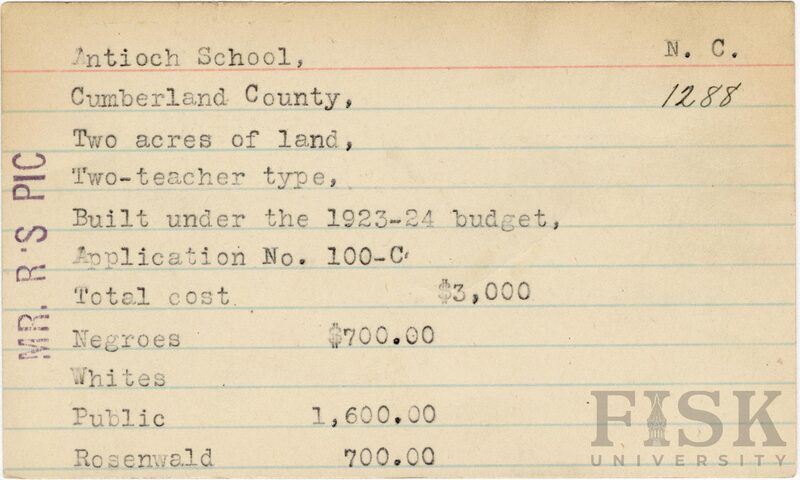 Antioch School, N. C.
Cumberland County, 1288
Two acres of land,
Two-teacher type,
Built under the 1923-24 budget,
Application No. 100-C
Total cost $3,000
Negroes $700.00
Whites
Public 1,600.00
Rosenwald 700.00
MR. R'S PIC
FISK
UNIVERSITY